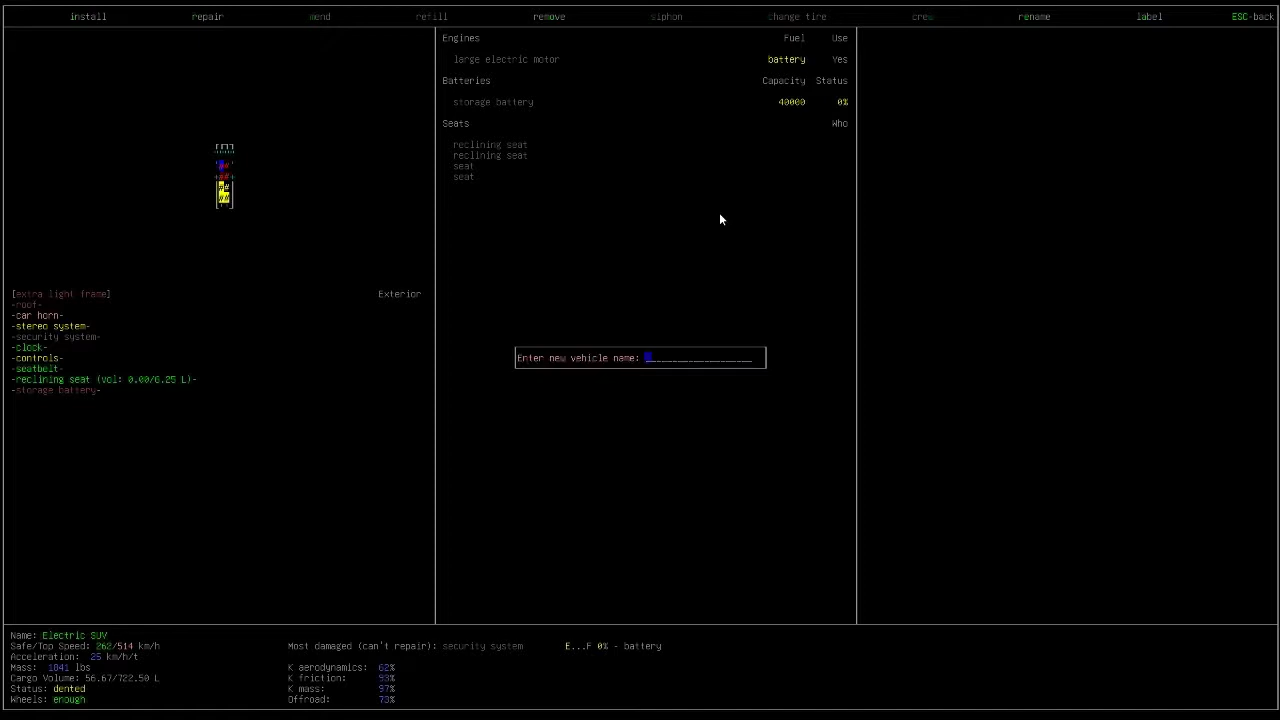 install repair mend refill remove siphon change tire crew rename label ESC-back
Engines Fuel Use
large electric motor battery Yes
Batteries Capacity Status
storage battery 40000 0%
Seats Who
reclining seat
reclining seat
seat
seat
[extra light frame] Exterior
-roof-
-car horn-
-stereo system-
-security system-
-clock-
-controls-
-seatbelt-
-reclining seat (vol: 0.00/6.25 L)-
-storage battery-
Enter new vehicle name:
Name: Electric SUV
Safe/Top Speed: 262/514 km/h Most damaged (can't repair): security system E...F 0% - battery
Acceleration: 25 km/h/t
Mass: 1841 lbs K aerodynamics: 62%
Cargo Volume: 56.67/722.50 L K friction: 93%
Status: dented K mass: 97%
Wheels: enough Offroad: 73%